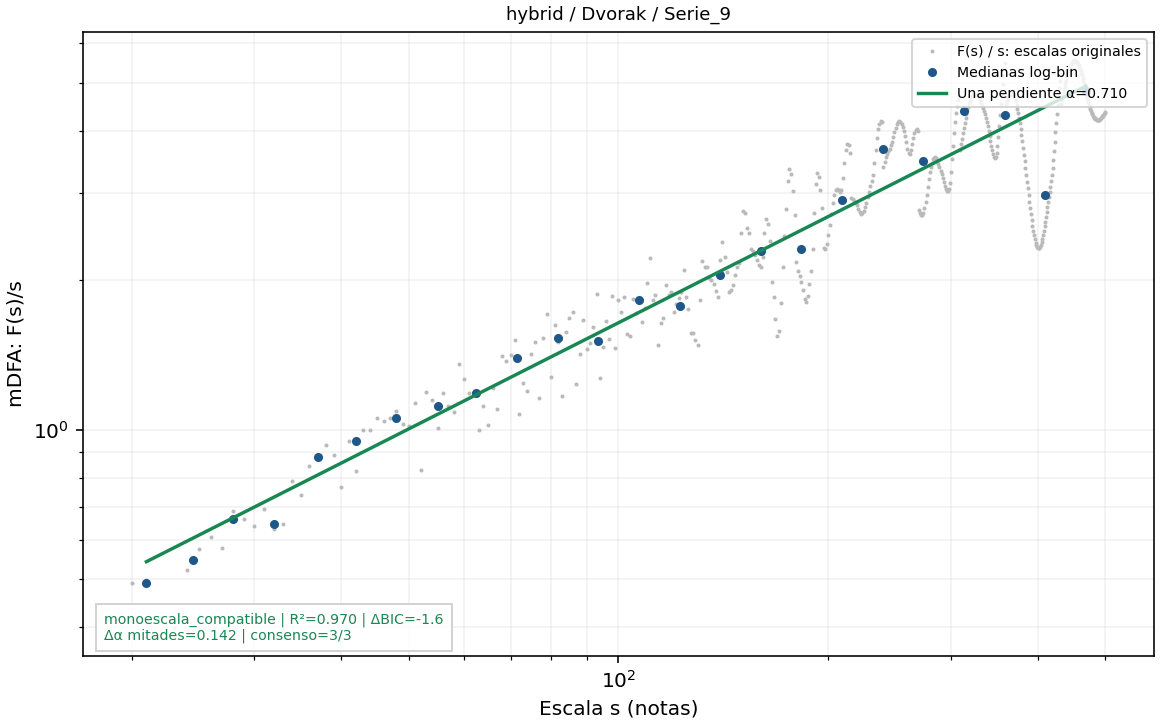 hybrid / Dvorak / Serie_9
F(s) / s: escalas originales
Medianas log-bin
Una pendiente α=0.710
mDFA: F(s)/s
10⁰
monoescala_compatible | R²=0.970 | ΔBIC=-1.6
Δα mitades=0.142 | consenso=3/3
10²
Escala s (notas)